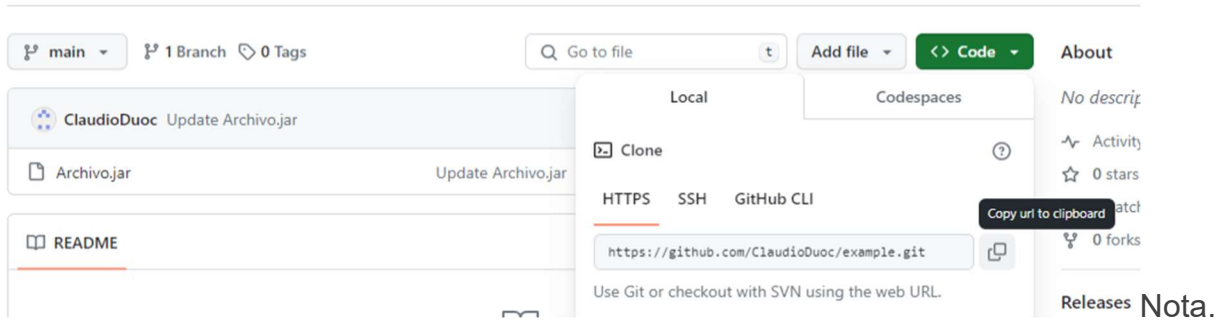 main 1 Branch 0 Tags Go to file t Add file <> Code About
Local Codespaces No descrip
ClaudioDuoc Update Archivo.jar
Clone Activity
Archivo.jar Update Archivo.jar 0 stars
HTTPS SSH GitHub CLI
Copy url to clipboard atch
README 0 forks
https://github.com/ClaudioDuoc/example.git
Use Git or checkout with SVN using the web URL.
Releases Nota.